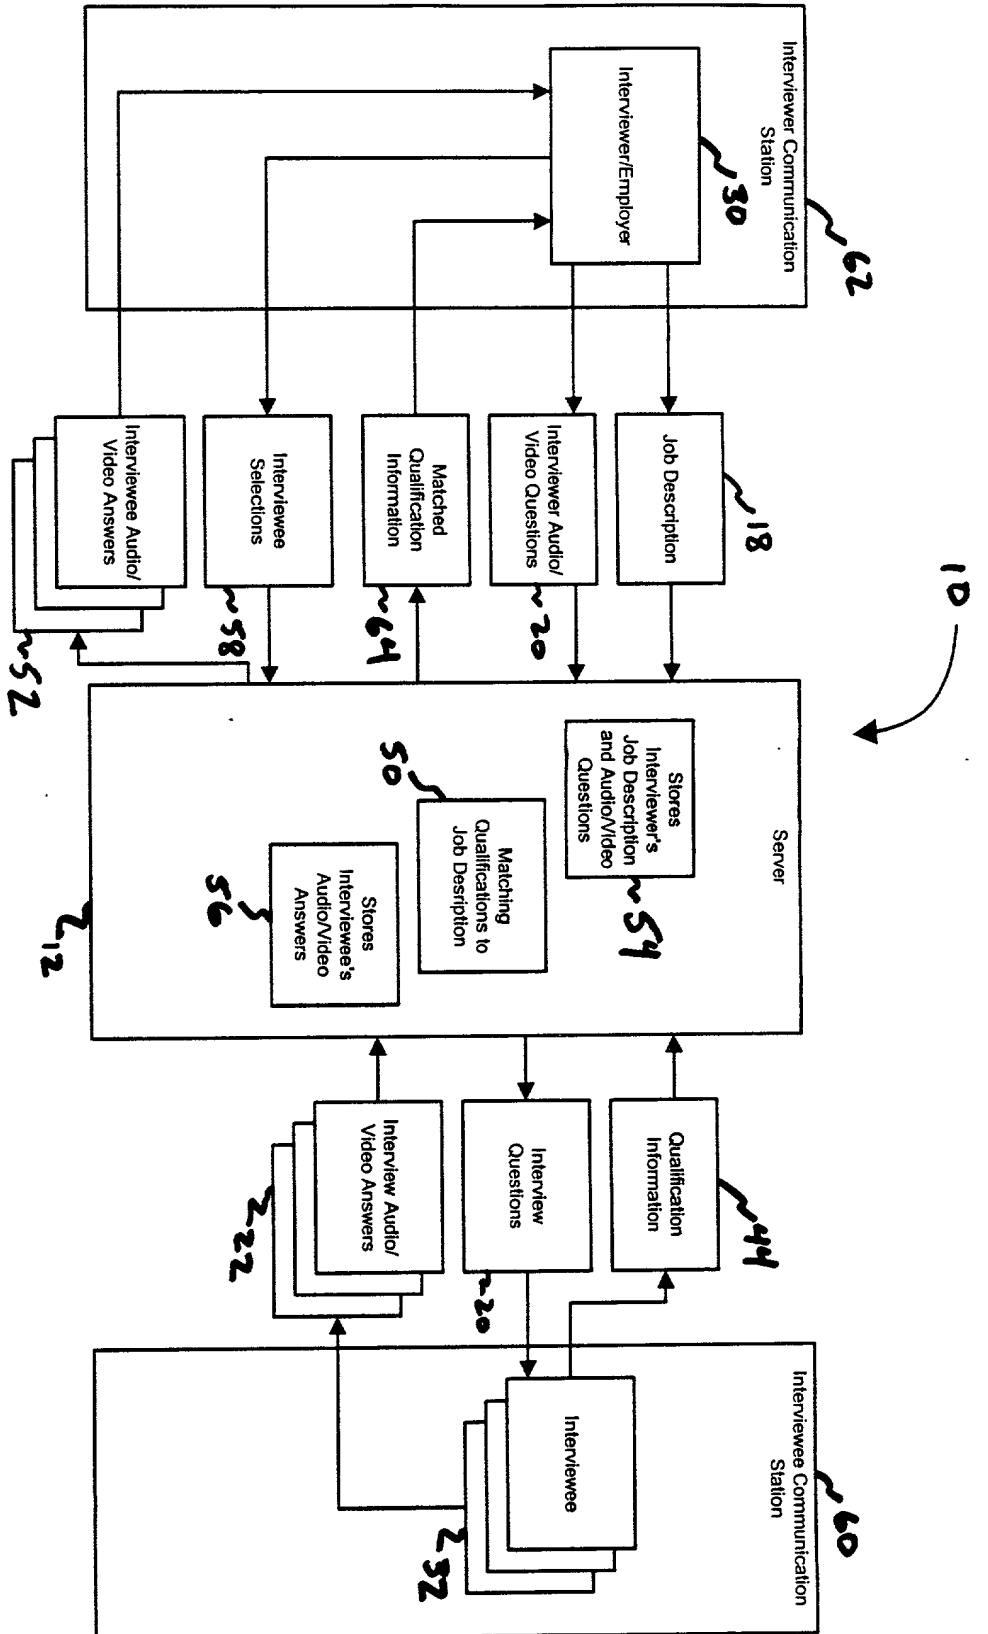 10
Interviewer Communication
Station
62
Interviewer/Employer
30
Job Description
18
Interviewer Audio/
Video Questions
20
Matched
Qualification
Information
64
Interviewee
Selections
58
Interviewee Audio/
Video Answers
52
Server
12
Stores
Interviewer's
Job Description
and Audio/Video
Questions
54
Matching
Qualifications to
Job Desription
50
Stores
Interviewee's
Audio/Video
Answers
56
Qualification
Information
44
Interview
Questions
20
Interview Audio/
Video Answers
22
Interviewee Communication
Station
60
Interviewee
32